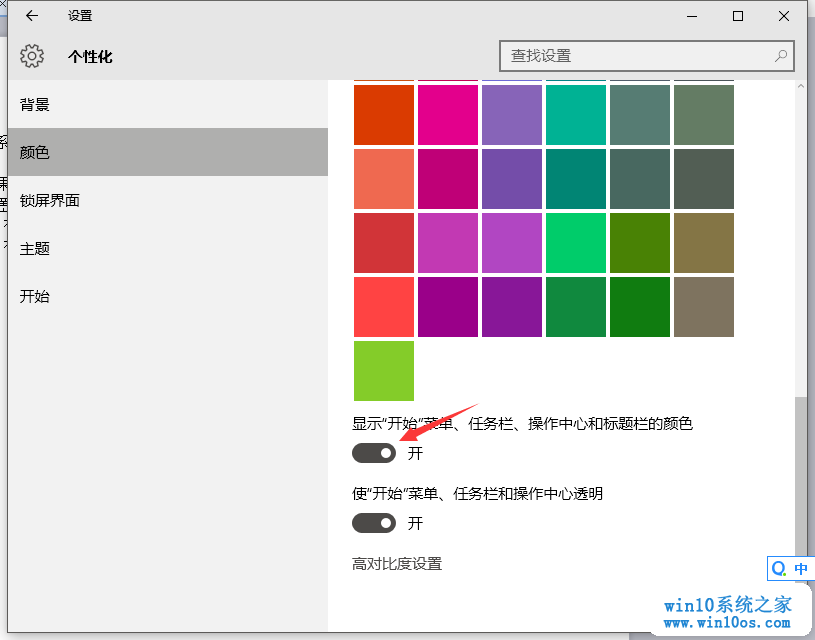 设置
个性化
查找设置
背景
颜色
锁屏界面
主题
开始
显示“开始”菜单、任务栏、操作中心和标题栏的颜色
开
使“开始”菜单、任务栏和操作中心透明
开
高对比度设置
中
win10系统之家
www.win10os.com